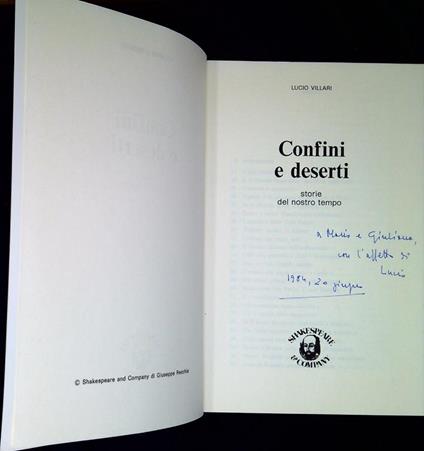 © Shakespeare and Company di Giuseppe Recchia
LUCIO VILLARI
Confini
e deserti
storie
del nostro tempo
a Mario e Giuliana,
con l'affetto di
Lucio
1984, 20 giugno
SHAKESPEARE
& COMPANY